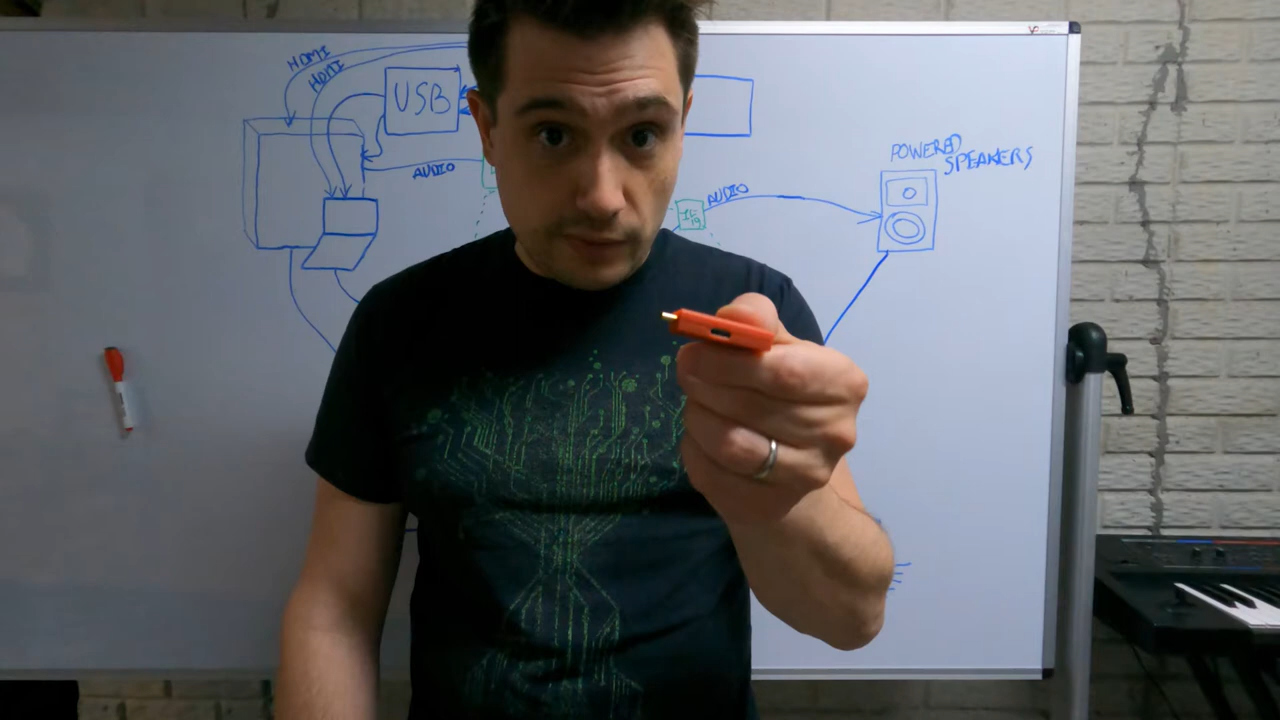 HDMI
HDMI
USB
AUDIO
AUDIO
POWERED
SPEAKERS